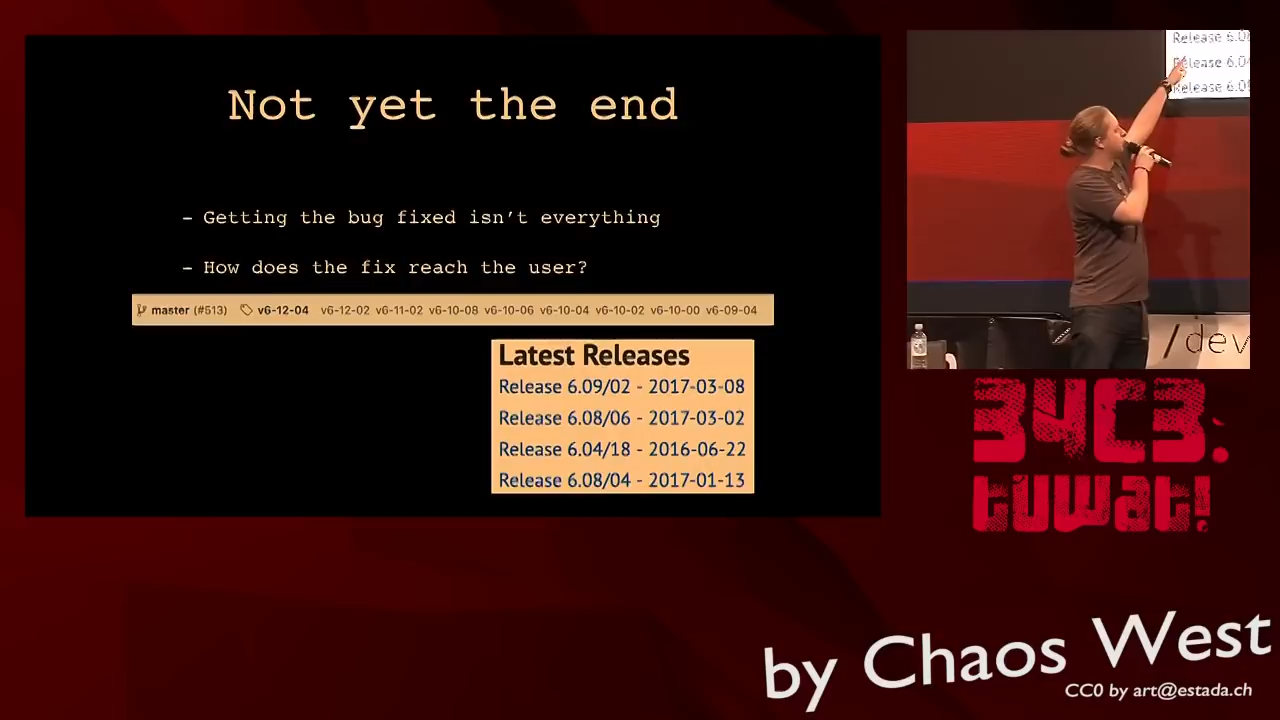 Not yet the end
– Getting the bug fixed isn’t everything
– How does the fix reach the user?
master (#513) v6-12-04 v6-12-02 v6-11-02 v6-10-08 v6-10-06 v6-10-04 v6-10-02 v6-10-00 v6-09-04
Latest Releases
Release 6.09/02 - 2017-03-08
Release 6.08/06 - 2017-03-02
Release 6.04/18 - 2016-06-22
Release 6.08/04 - 2017-01-13
Release
Release
Release
/dev
34C3:
tuwat!
by Chaos West
CC0 by art@estada.ch